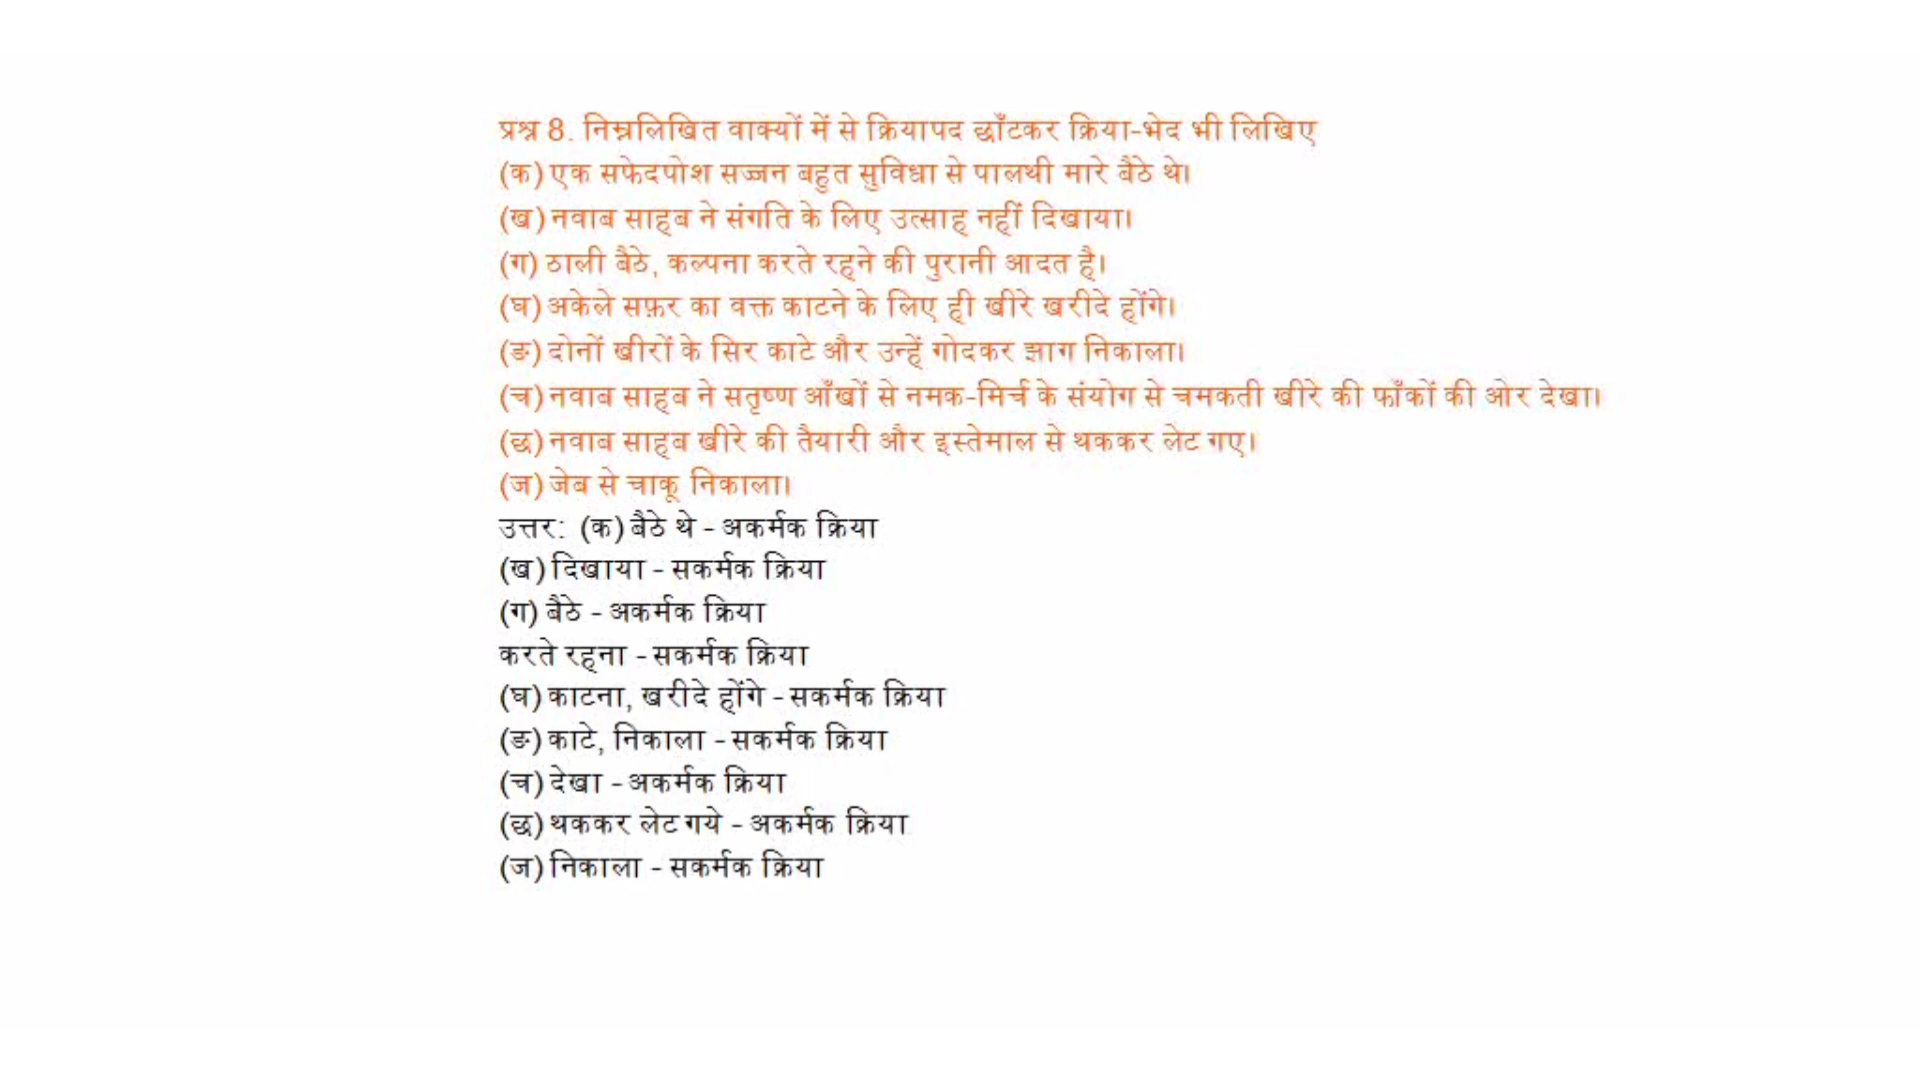 प्रश्न 8. निम्नलिखित वाक्यों में से क्रियापद छाँटकर क्रिया-भेद भी लिखिए
(क) एक सफेदपोश सज्जन बहुत सुविधा से पालथी मारे बैठे थे।
(ख) नवाब साहब ने संगति के लिए उत्साह नहीं दिखाया।
(ग) ठाली बैठे, कल्पना करते रहने की पुरानी आदत है।
(घ) अकेले सफ़र का वक्त काटने के लिए ही खीरे खरीदे होंगे।
(ङ) दोनों खीरों के सिर काटे और उन्हें गोदकर झाग निकाला।
(च) नवाब साहब ने सतृष्ण आँखों से नमक-मिर्च के संयोग से चमकती खीरे की फाँकों की ओर देखा।
(छ) नवाब साहब खीरे की तैयारी और इस्तेमाल से थककर लेट गए।
(ज) जेब से चाकू निकाला।
उत्तर: (क) बैठे थे - अकर्मक क्रिया
(ख) दिखाया - सकर्मक क्रिया
(ग) बैठे - अकर्मक क्रिया
करते रहना - सकर्मक क्रिया
(घ) काटना, खरीदे होंगे - सकर्मक क्रिया
(ङ) काटे, निकाला - सकर्मक क्रिया
(च) देखा - अकर्मक क्रिया
(छ) थककर लेट गये - अकर्मक क्रिया
(ज) निकाला - सकर्मक क्रिया